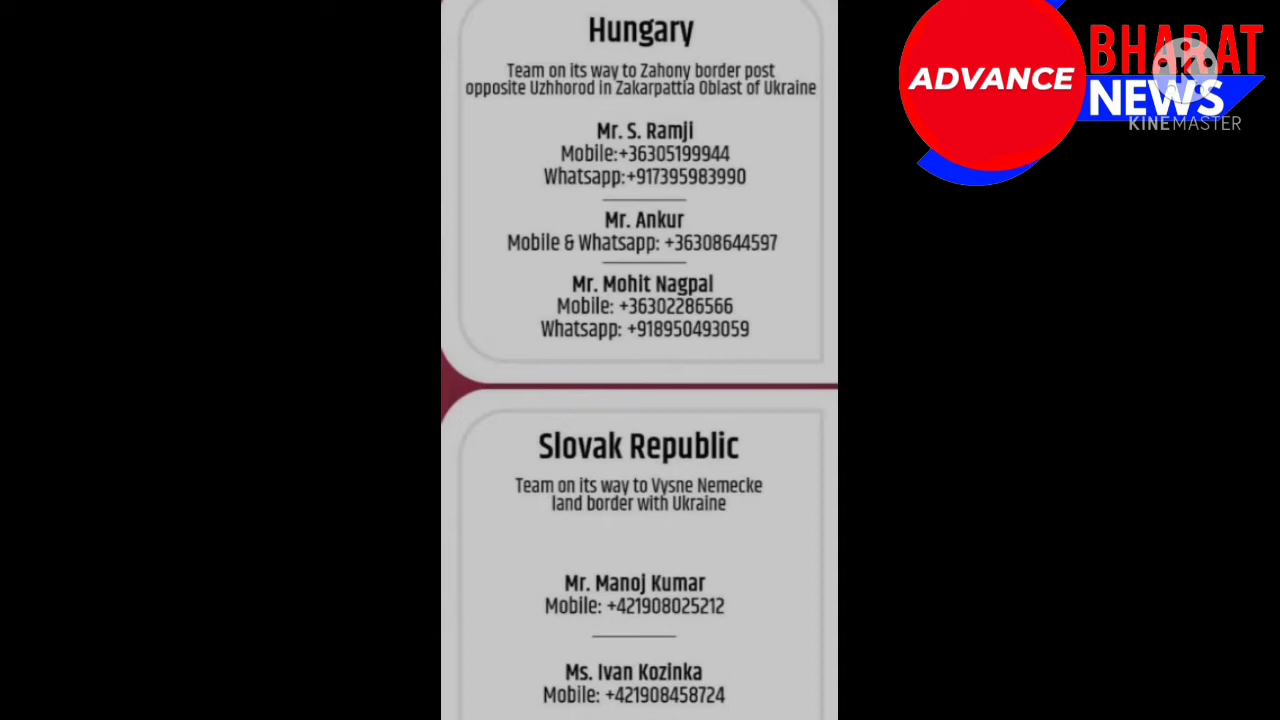 Hungary
Team on its way to Zahony border post
opposite Uzhhorod in Zakarpattia Oblast of Ukraine
Mr. S. Ramji
Mobile:+36305199944
Whatsapp:+917395983990
Mr. Ankur
Mobile & Whatsapp: +36308644597
Mr. Mohit Nagpal
Mobile: +36302286566
Whatsapp: +918950493059
Slovak Republic
Team on its way to Vysne Nemecke
land border with Ukraine
Mr. Manoj Kumar
Mobile: +421908025212
Ms. Ivan Kozinka
Mobile: +421908458724
ADVANCE
BHARAT
NEWS
K
KINEMASTER